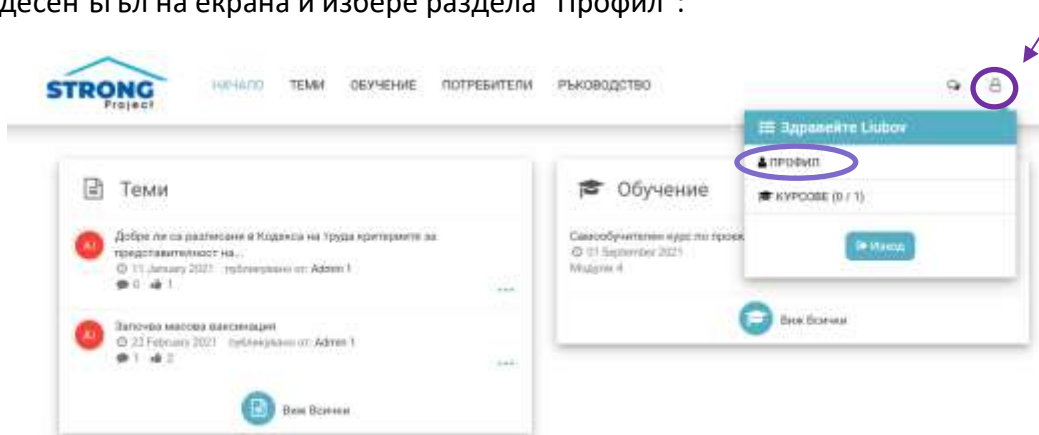 десен ъгъл на екрана и избере раздела "Профил":
STRONG
Project
НАЧАЛО ТЕМИ ОБУЧЕНИЕ ПОТРЕБИТЕЛИ РЪКОВОДСТВО
Здравейте Liubov
ПРОФИЛ
КУРСОВЕ (0 / 1)
Изход
Теми
Добре ли са разписани в Кодекса на труда критериите за
представителност на...
11 January 2021 публикувано от: Admin 1
0 1
...
AI
Започва масова ваксинация
22 February 2021 публикувано от: Admin 1
1 2
...
Виж Всички
Обучение
Самообучителен курс по
01 September 2021
Модули 4
Виж Всички